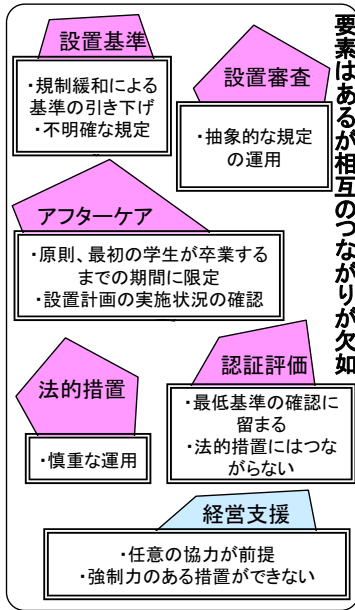 要素はあるが相互のつながりが欠如
設置基準
・規制緩和による
基準の引き下げ
・不明確な規定
設置審査
・抽象的な規定
の運用
アフターケア
・原則、最初の学生が卒業する
までの期間に限定
・設置計画の実施状況の確認
法的措置
・慎重な運用
認証評価
・最低基準の確認に
留まる
・法的措置にはつな
がらない
経営支援
・任意の協力が前提
・強制力のある措置ができない